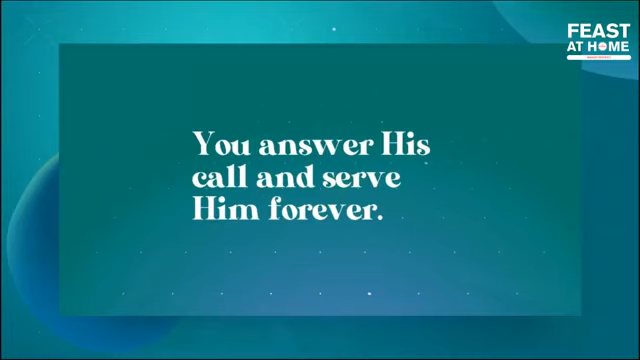 FEAST
AT HOME
You answer His
call and serve
Him forever.